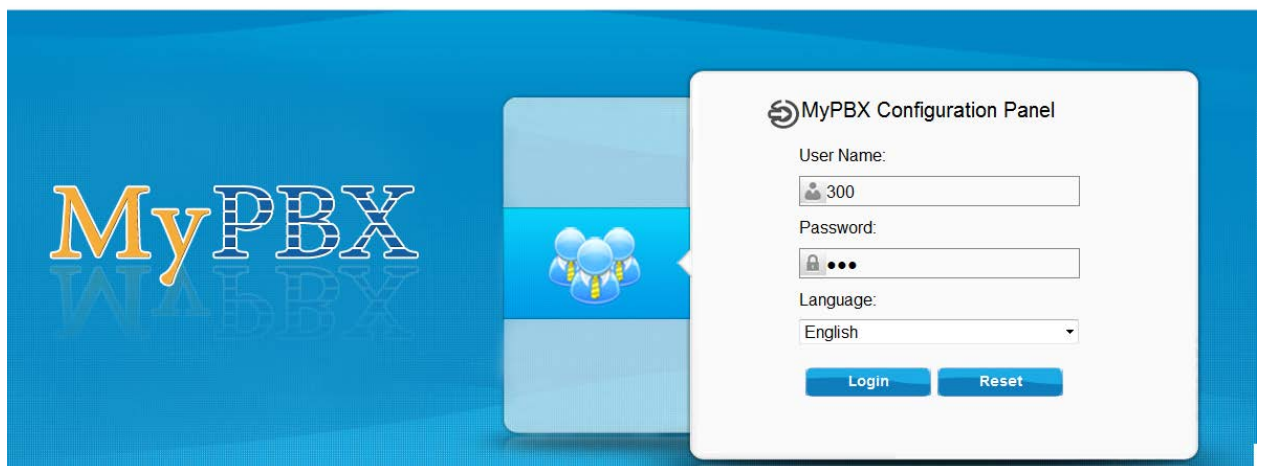 MyPBX
MyPBX Configuration Panel
User Name:
300
Password:
●●●
Language:
English
Login Reset